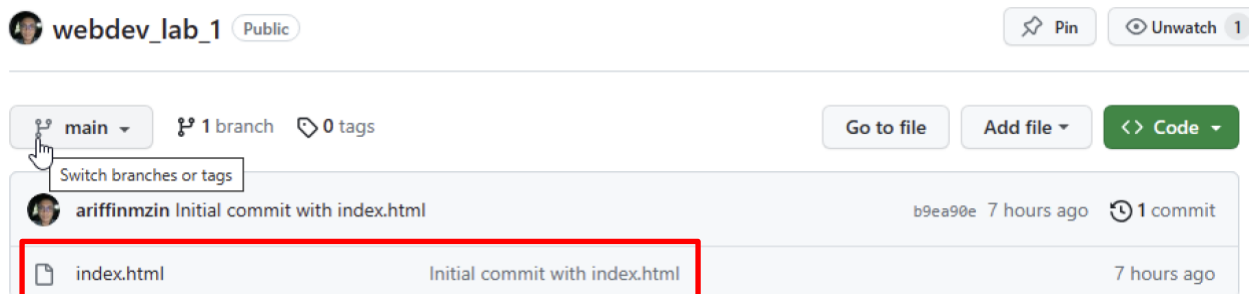 webdev_lab_1 Public Pin Unwatch 1
main 1 branch 0 tags Go to file Add file <> Code
Switch branches or tags
ariffinmzin Initial commit with index.html b9ea90e 7 hours ago 1 commit
index.html Initial commit with index.html 7 hours ago